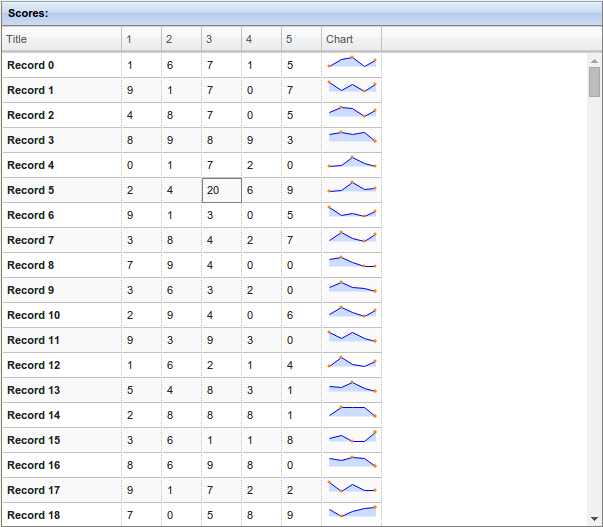 Scores:
Title 1 2 3 4 5 Chart
Record 0 1 6 7 1 5
Record 1 9 1 7 0 7
Record 2 4 8 7 0 5
Record 3 8 9 8 9 3
Record 4 0 1 7 2 0
Record 5 2 4 20 6 9
Record 6 9 1 3 0 5
Record 7 3 8 4 2 7
Record 8 7 9 4 0 0
Record 9 3 6 3 2 0
Record 10 2 9 4 0 6
Record 11 9 3 9 3 0
Record 12 1 6 2 1 4
Record 13 5 4 8 3 1
Record 14 2 8 8 8 1
Record 15 3 6 1 1 8
Record 16 8 6 9 8 0
Record 17 9 1 7 2 2
Record 18 7 0 5 8 9